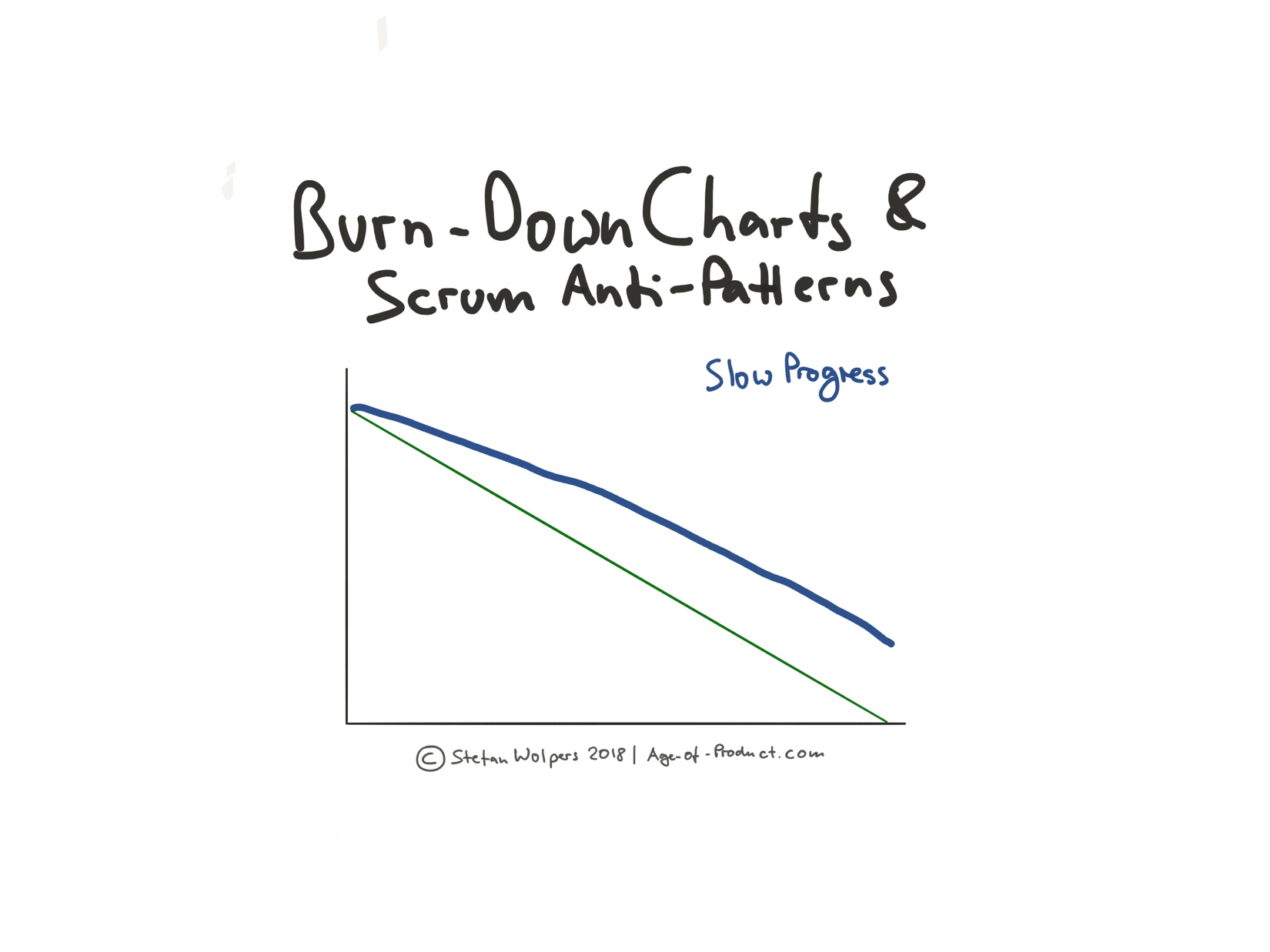 Burn-Down Charts &
Scrum Anti-Patterns
Slow Progress
© Stefan Wolpers 2018 | Age-of-Product.com